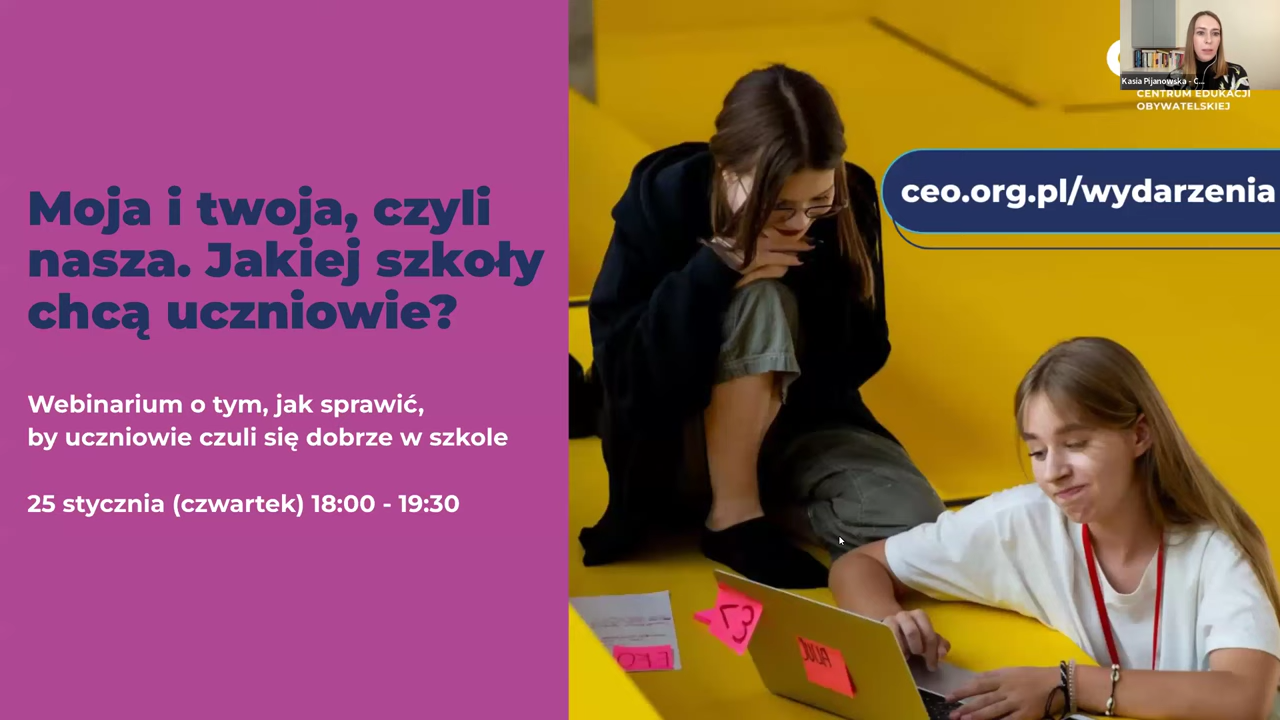 Moja i twoja, czyli
nasza. Jakiej szkoły
chcą uczniowie?
Webinarium o tym, jak sprawić,
by uczniowie czuli się dobrze w szkole
25 stycznia (czwartek) 18:00 - 19:30
Kasia Pijanowska - C...
CENTRUM EDUKACJI
OBYWATELSKIEJ
ceo.org.pl/wydarzenia